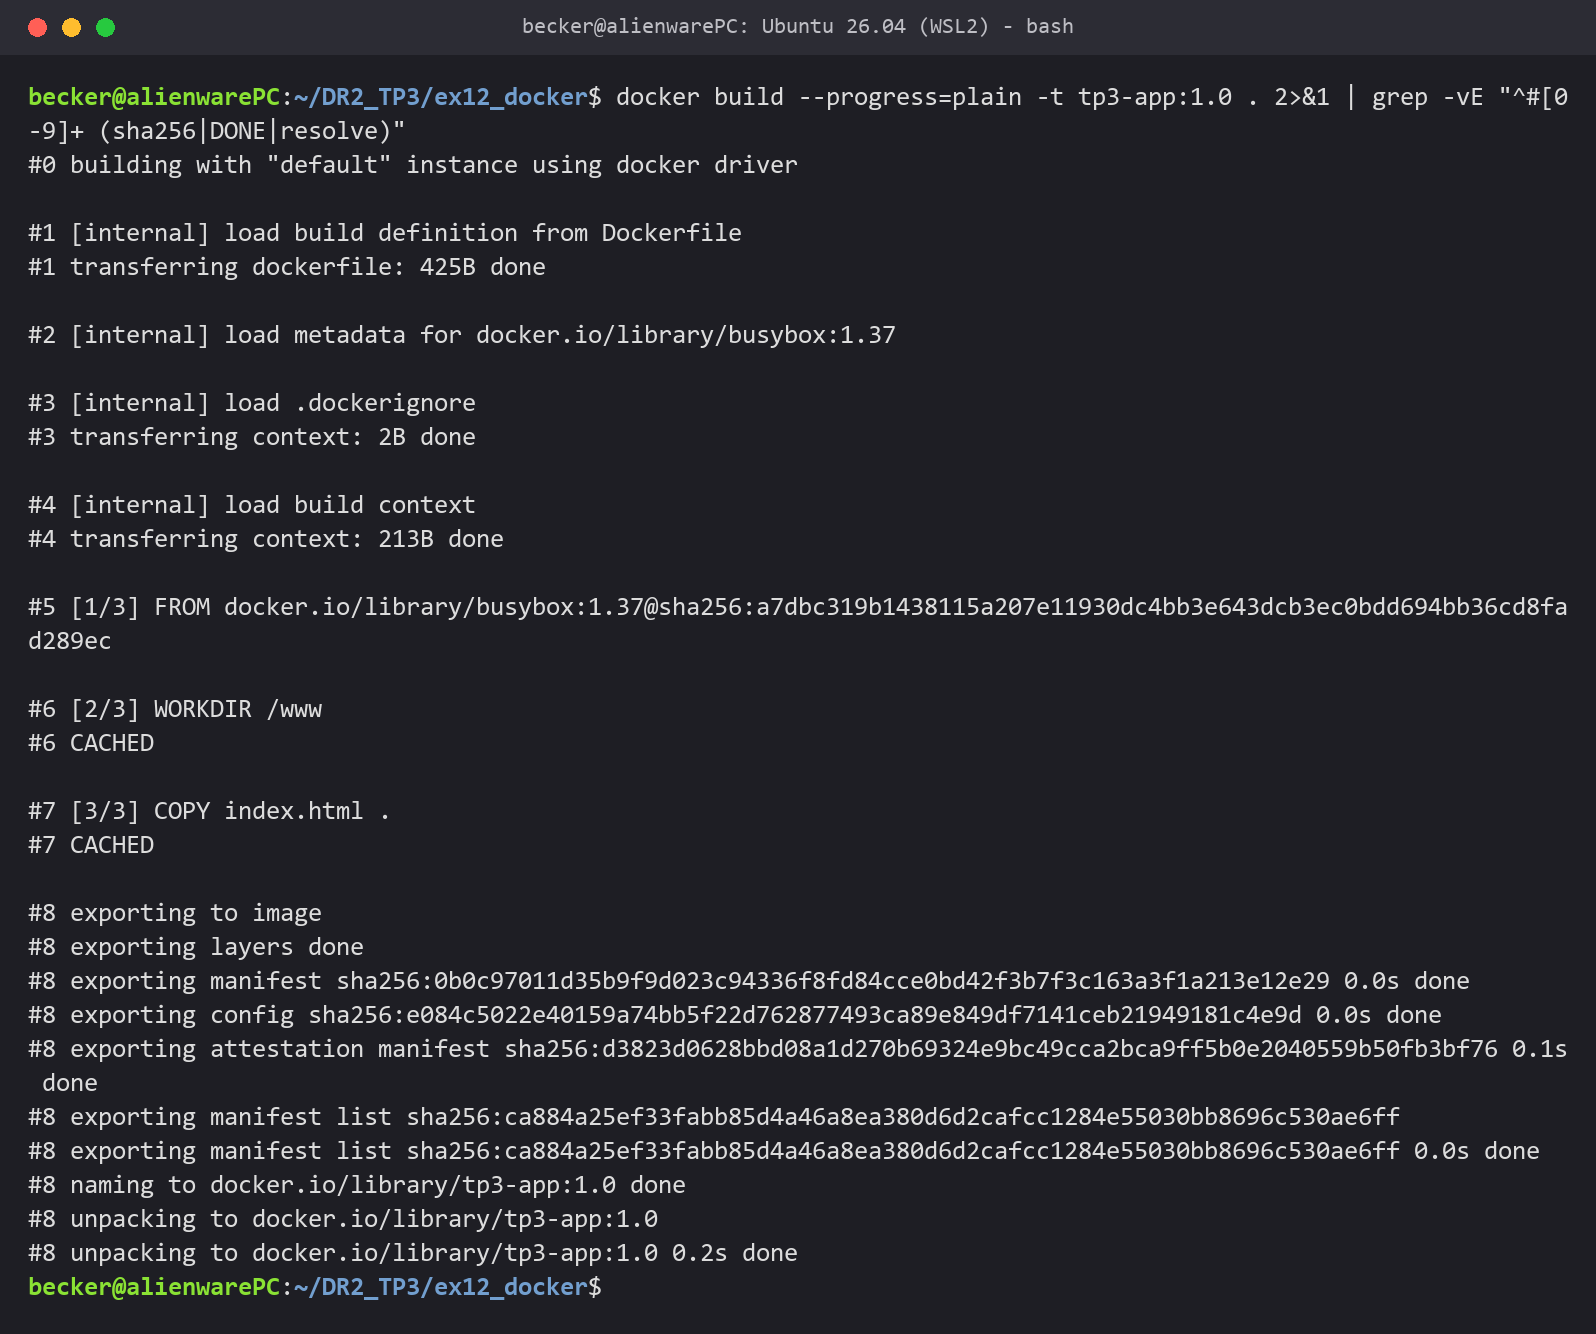 becker@alienwarePC: Ubuntu 26.04 (WSL2) - bash
becker@alienwarePC:~/DR2_TP3/ex12_docker$ docker build --progress=plain -t tp3-app:1.0 . 2>&1 | grep -vE "^#[0
-9]+ (sha256|DONE|resolve)"
#0 building with "default" instance using docker driver
#1 [internal] load build definition from Dockerfile
#1 transferring dockerfile: 425B done
#2 [internal] load metadata for docker.io/library/busybox:1.37
#3 [internal] load .dockerignore
#3 transferring context: 2B done
#4 [internal] load build context
#4 transferring context: 213B done
#5 [1/3] FROM docker.io/library/busybox:1.37@sha256:a7dbc319b1438115a207e11930dc4bb3e643dcb3ec0bdd694bb36cd8fa
d289ec
#6 [2/3] WORKDIR /www
#6 CACHED
#7 [3/3] COPY index.html .
#7 CACHED
#8 exporting to image
#8 exporting layers done
#8 exporting manifest sha256:0b0c97011d35b9f9d023c94336f8fd84cce0bd42f3b7f3c163a3f1a213e12e29 0.0s done
#8 exporting config sha256:e084c5022e40159a74bb5f22d762877493ca89e849df7141ceb21949181c4e9d 0.0s done
#8 exporting attestation manifest sha256:d3823d0628bbd08a1d270b69324e9bc49cca2bca9ff5b0e2040559b50fb3bf76 0.1s
done
#8 exporting manifest list sha256:ca884a25ef33fabb85d4a46a8ea380d6d2cafcc1284e55030bb8696c530ae6ff
#8 exporting manifest list sha256:ca884a25ef33fabb85d4a46a8ea380d6d2cafcc1284e55030bb8696c530ae6ff 0.0s done
#8 naming to docker.io/library/tp3-app:1.0 done
#8 unpacking to docker.io/library/tp3-app:1.0
#8 unpacking to docker.io/library/tp3-app:1.0 0.2s done
becker@alienwarePC:~/DR2_TP3/ex12_docker$